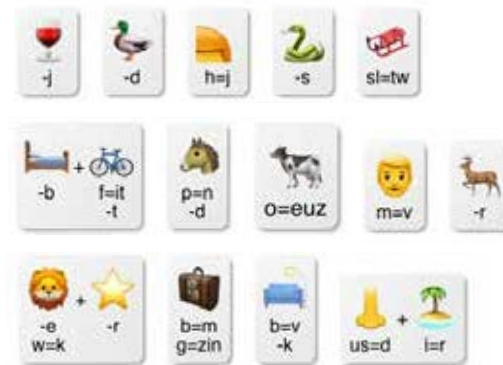 -j
-d
h=j
-s
sl=tw
+
-b
f=it
-t
p=n
-d
o=euz
m=v
-r
+
-e
w=k
-r
b=m
g=zin
b=v
-k
+
us=d
i=r